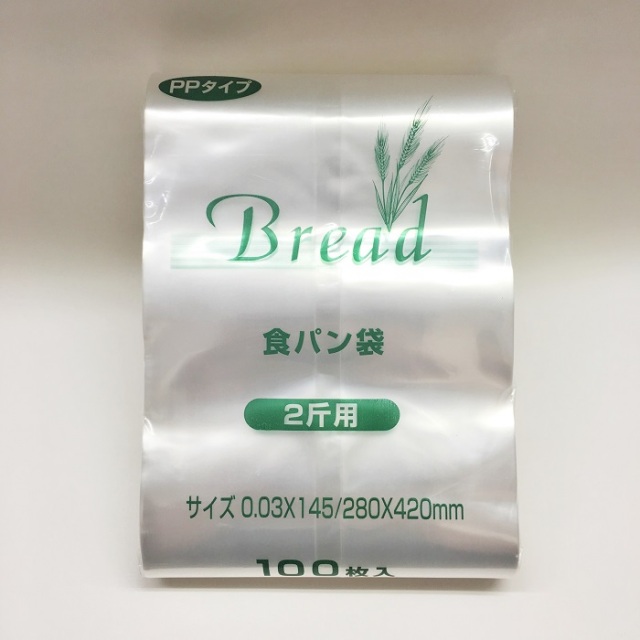 PPタイプ
Bread
食パン袋
2斤用
サイズ 0.03X145/280X420mm
100枚入